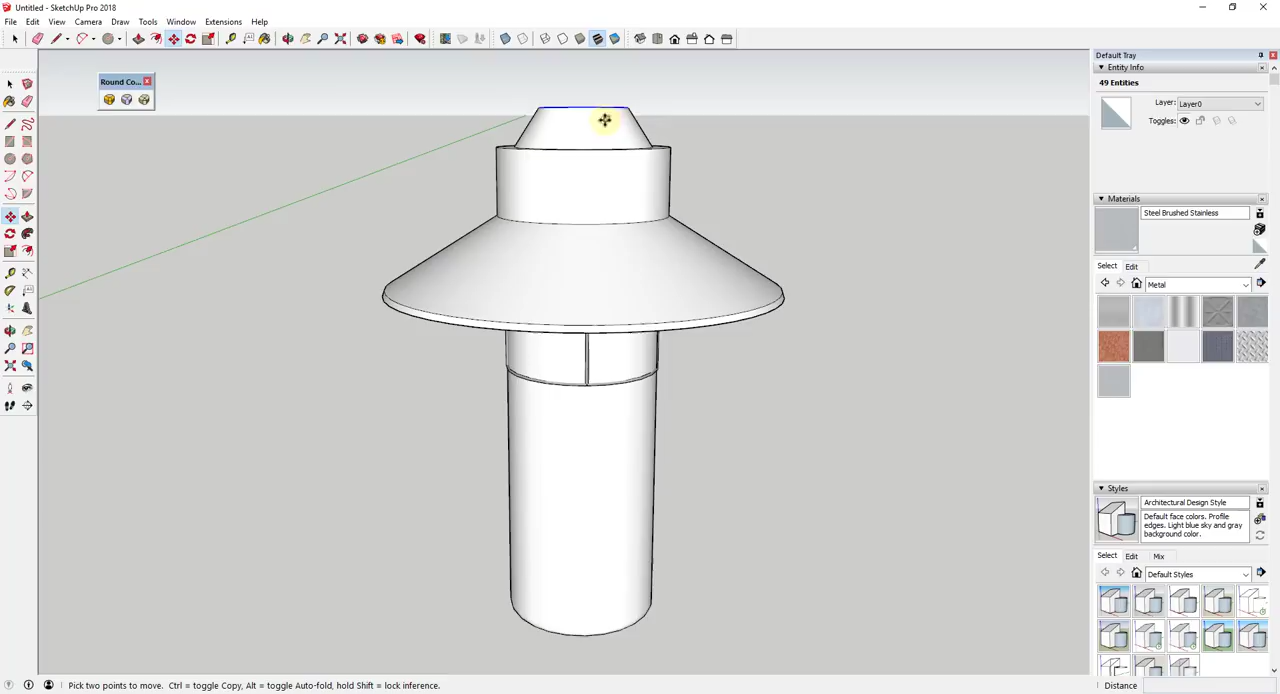 Untitled - SketchUp Pro 2018
File Edit View Camera Draw Tools Window Extensions Help
Round Co...
Default Tray
Entity Info
49 Entities
Layer: Layer0
Toggles:
Materials
Steel Brushed Stainless
Select Edit
Metal
Styles
Architectural Design Style
Default face colors. Profile
edges. Light blue sky and gray
background color.
Select Edit Mix
Default Styles
Pick two points to move. Ctrl = toggle Copy, Alt = toggle Auto-fold, hold Shift = lock inference.
Distance